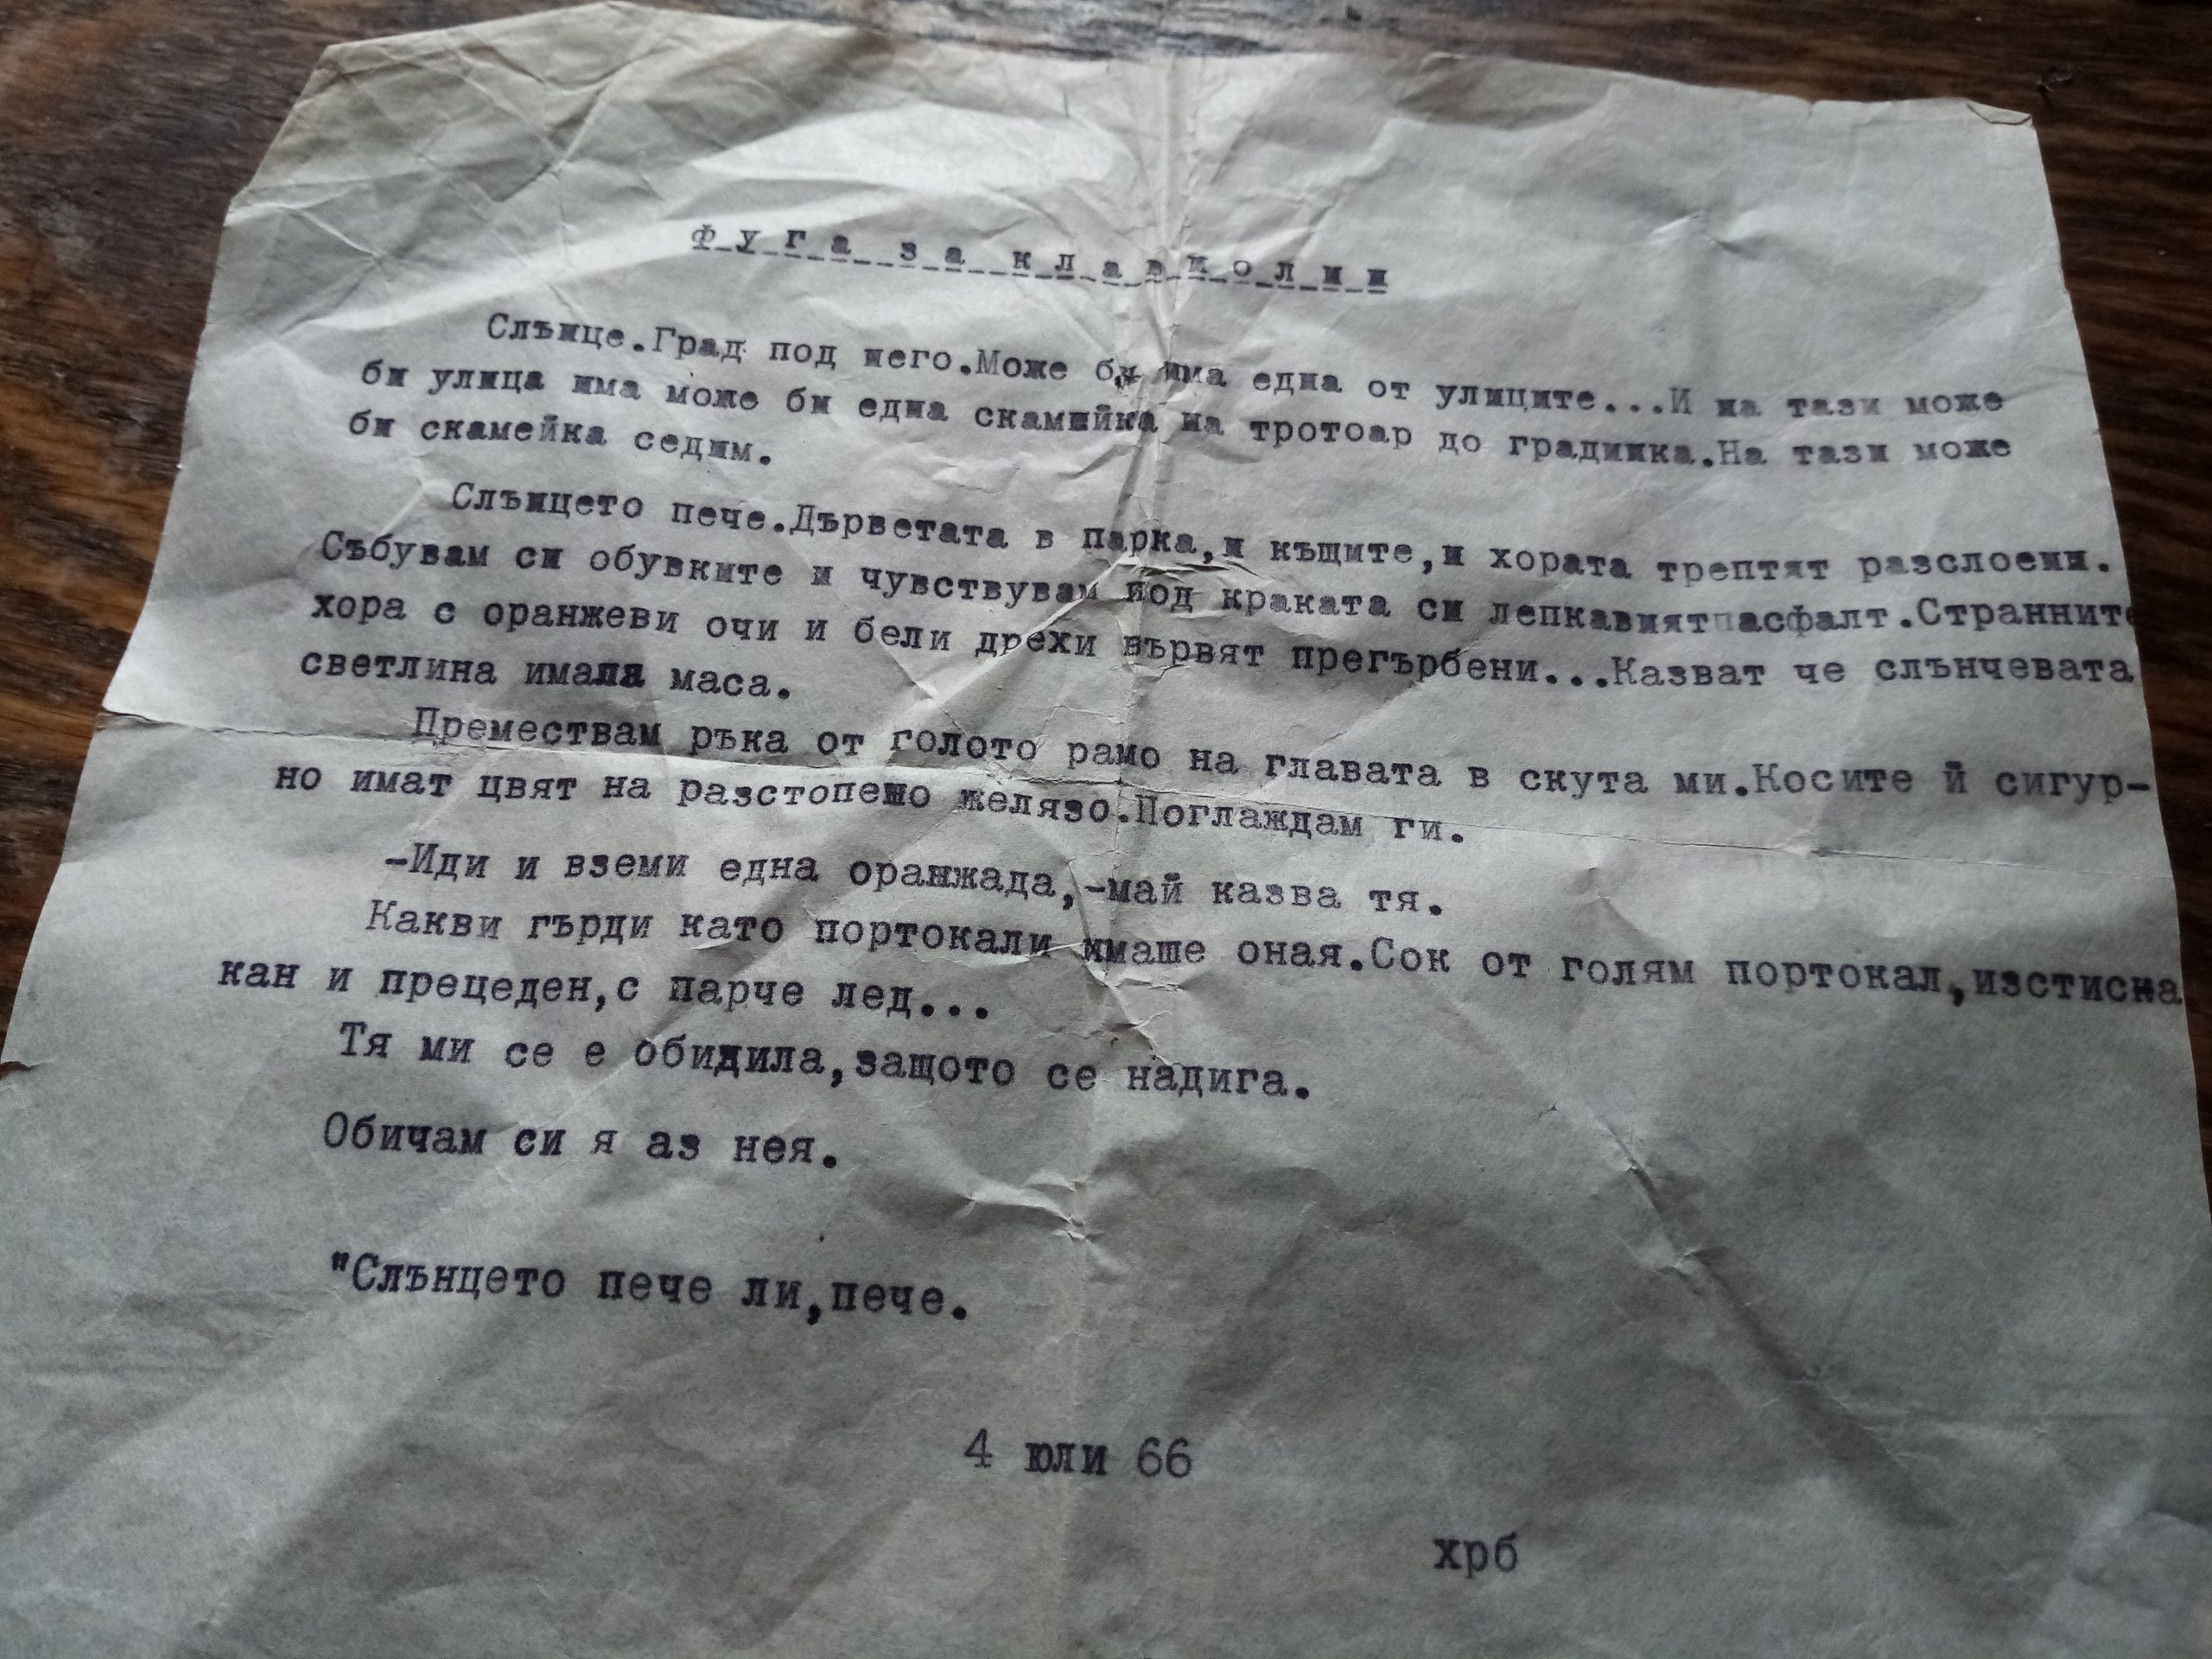 Фуга за клавиолин
Слънце.Град под него.Може би има една от улиците...И на тази може
би улица има може би една скамийка на тротоар до градинка.На тази може
би скамейка седим.
Слънцето пече.Дърветата в парка,и къщите,и хората трептят разслоени.
Събувам си обувките и чувствувам под краката си лепкавият асфалт.Странните
хора с оранжеви очи и бели дрехи вървят прегърбени...Казват че слънчевата
светлина имала маса.
Премествам ръка от голото рамо на главата в скута ми.Косите й сигур-
но имат цвят на разстопено желязо.Поглаждам ги.
-Иди и вземи една оранжада,-май казва тя.
Какви гърди като портокали имаше оная.Сок от голям портокал,изстиска
кан и прецеден,с парче лед...
Тя ми се е обидила,защото се надига.
Обичам си я аз нея.
"Слънцето пече ли,пече.
4 юли 66
хрб